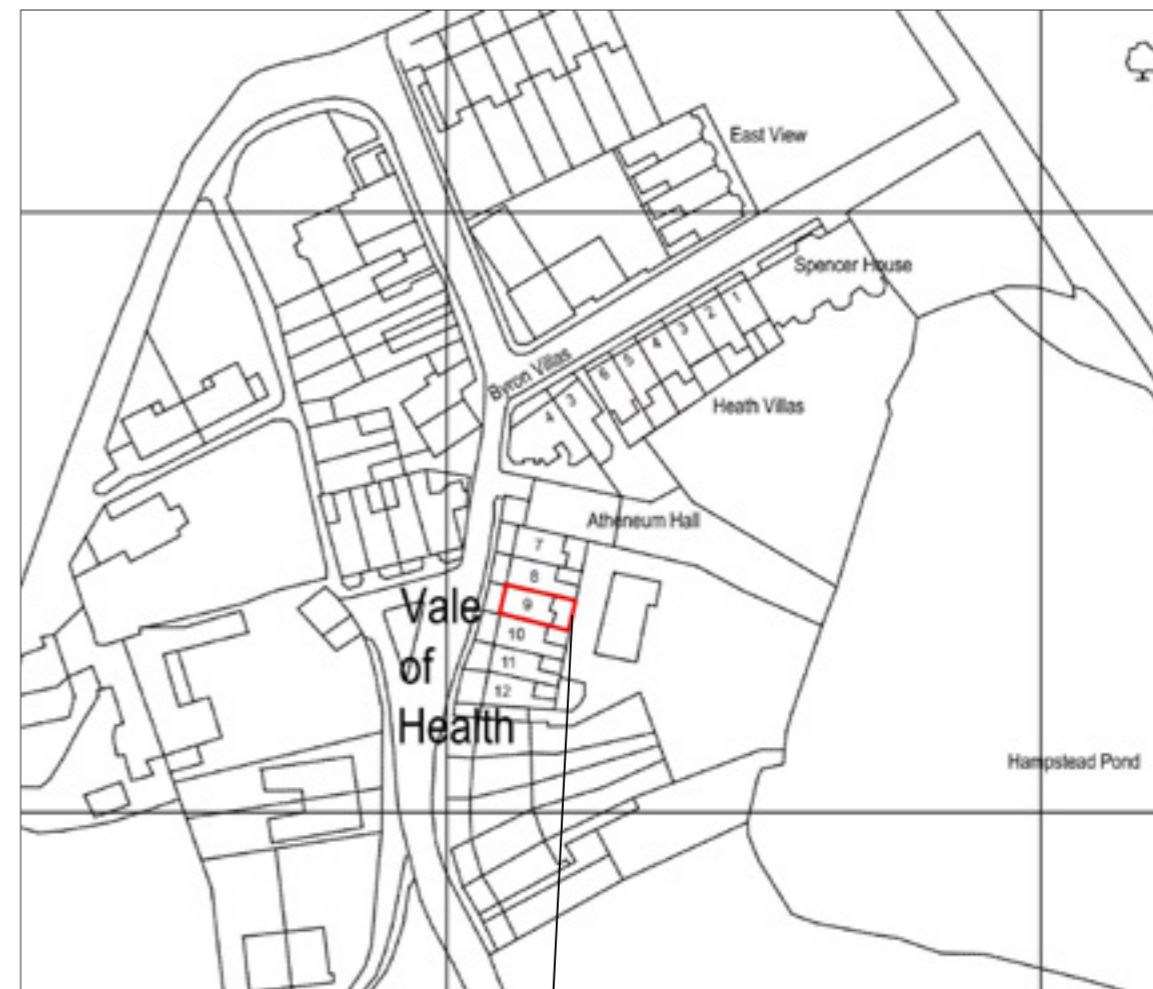 East View
Spencer House
1
2
3
4
5
6
Byron Villas
3
4
Heath Villas
Atheneum Hall
7
8
9
10
11
12
Vale
of
Health
Hampstead Pond